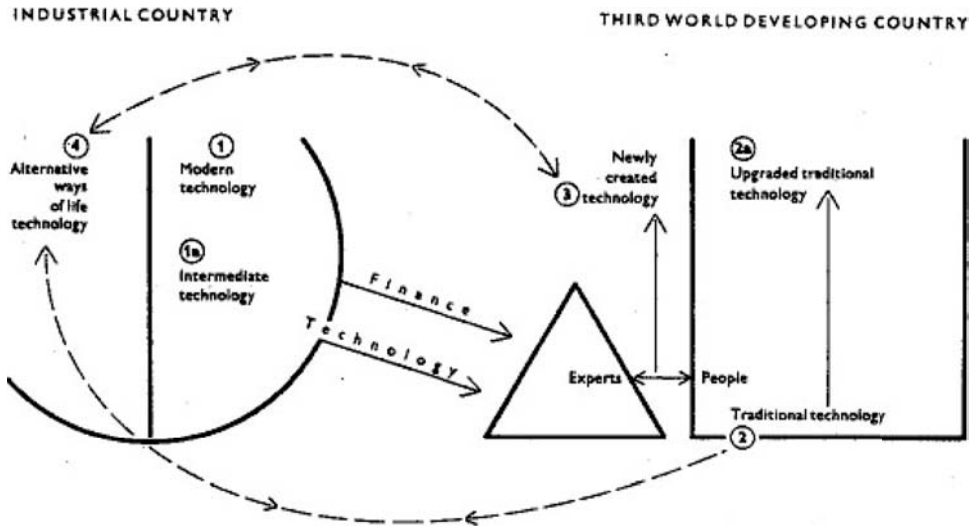 INDUSTRIAL COUNTRY
THIRD WORLD DEVELOPING COUNTRY
4
Alternative
ways
of life
technology
1
Modern
technology
1a
Intermediate
technology
Finance
Technology
3
Newly
created
technology
2a
Upgraded traditional
technology
Experts
People
Traditional technology
2